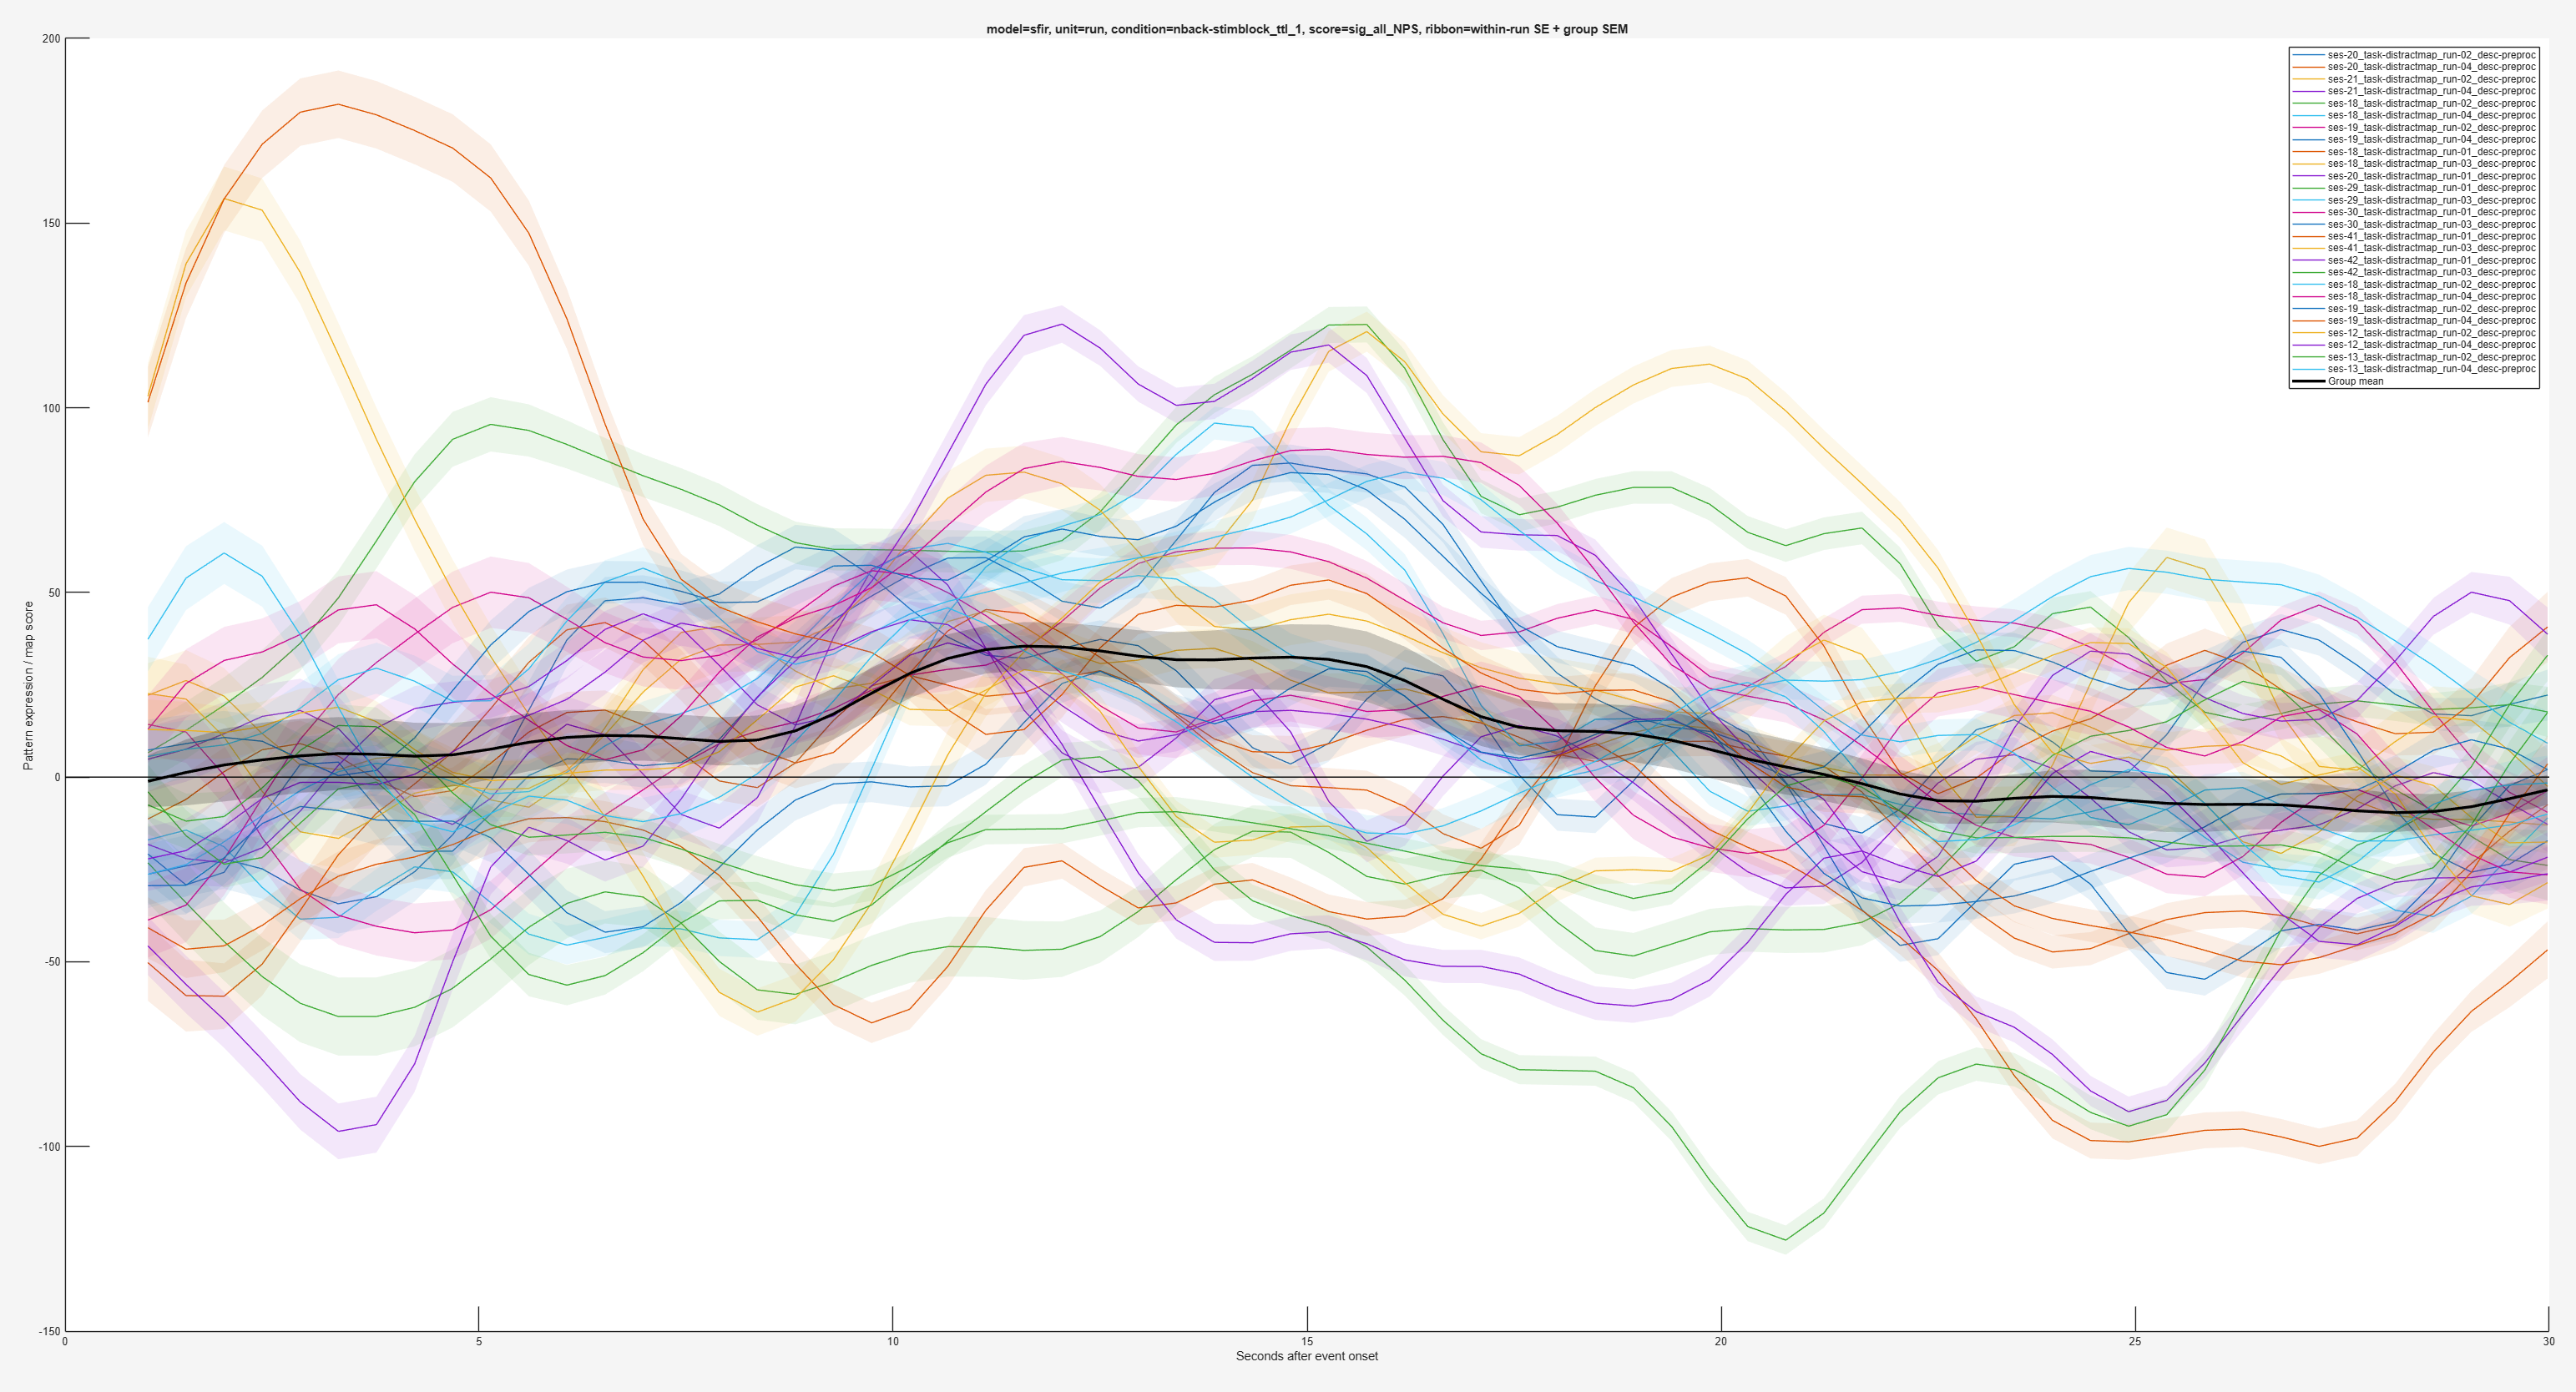 model=sfir, unit=run, condition=nback-stimblock_ttl_1, score=sig_all_NPS, ribbon=within-run SE + group SEM
200
150
100
50
0
-50
-100
-150
Pattern expression / map score
0
5
10
15
20
25
30
Seconds after event onset
ses-20_task-distractmap_run-02_desc-preproc
ses-20_task-distractmap_run-04_desc-preproc
ses-21_task-distractmap_run-02_desc-preproc
ses-21_task-distractmap_run-04_desc-preproc
ses-18_task-distractmap_run-02_desc-preproc
ses-18_task-distractmap_run-04_desc-preproc
ses-19_task-distractmap_run-02_desc-preproc
ses-19_task-distractmap_run-04_desc-preproc
ses-18_task-distractmap_run-01_desc-preproc
ses-18_task-distractmap_run-03_desc-preproc
ses-20_task-distractmap_run-01_desc-preproc
ses-29_task-distractmap_run-01_desc-preproc
ses-29_task-distractmap_run-03_desc-preproc
ses-30_task-distractmap_run-01_desc-preproc
ses-30_task-distractmap_run-03_desc-preproc
ses-41_task-distractmap_run-01_desc-preproc
ses-41_task-distractmap_run-03_desc-preproc
ses-42_task-distractmap_run-01_desc-preproc
ses-42_task-distractmap_run-03_desc-preproc
ses-18_task-distractmap_run-02_desc-preproc
ses-18_task-distractmap_run-04_desc-preproc
ses-19_task-distractmap_run-02_desc-preproc
ses-19_task-distractmap_run-04_desc-preproc
ses-12_task-distractmap_run-02_desc-preproc
ses-12_task-distractmap_run-04_desc-preproc
ses-13_task-distractmap_run-02_desc-preproc
ses-13_task-distractmap_run-04_desc-preproc
Group mean